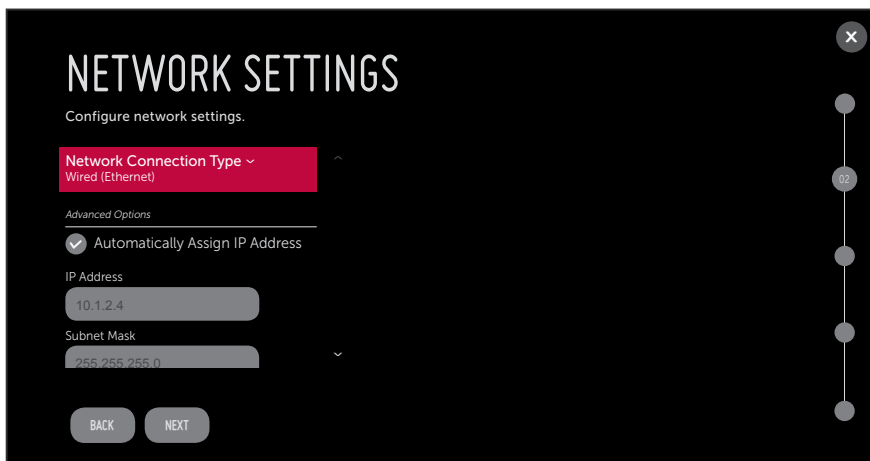 X
NETWORK SETTINGS
Configure network settings.
Network Connection Type
Wired (Ethernet)
02
Advanced Options
Automatically Assign IP Address
IP Address
10.1.2.4
Subnet Mask
255.255.255.0
BACK NEXT